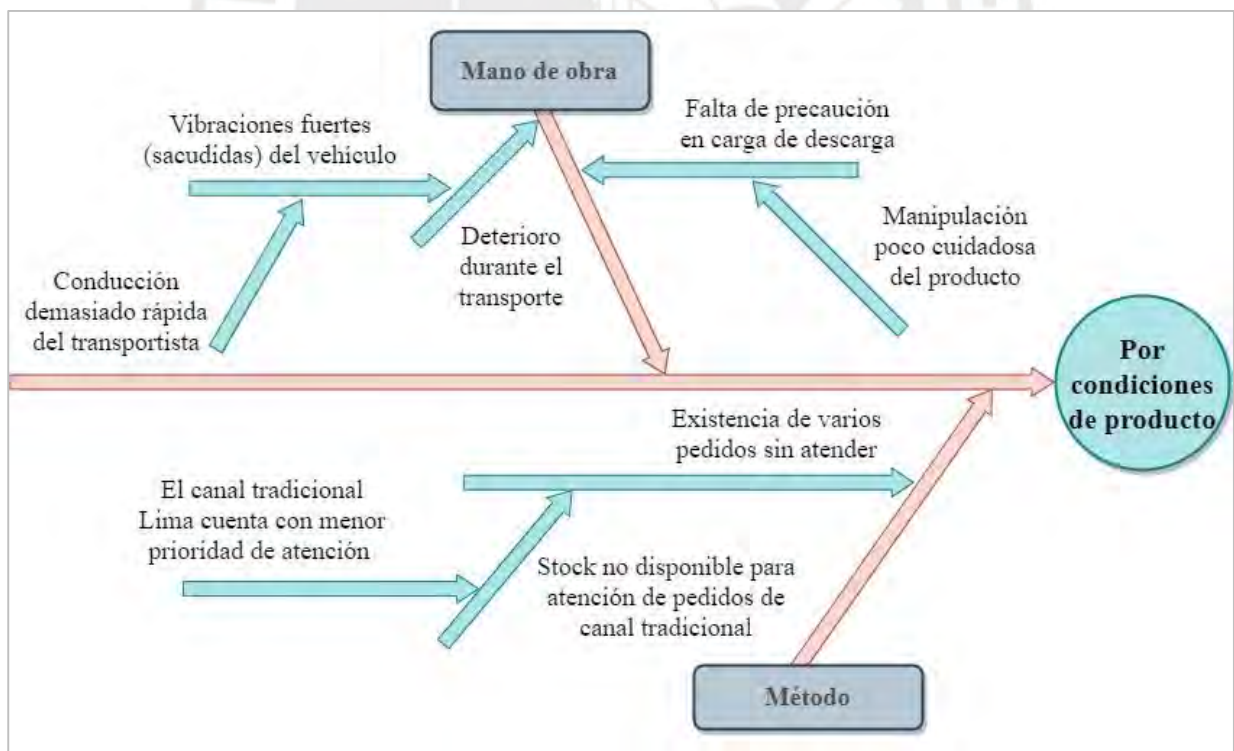 Mano de obra
Vibraciones fuertes
(sacudidas) del vehículo
Falta de precaución
en carga de descarga
Manipulación
poco cuidadosa
del producto
Deterioro
durante el
transporte
Conducción
demasiado rápida
del transportista
Por
condiciones
de producto
Existencia de varios
pedidos sin atender
El canal tradicional
Lima cuenta con menor
prioridad de atención
Stock no disponible para
atención de pedidos de
canal tradicional
Método